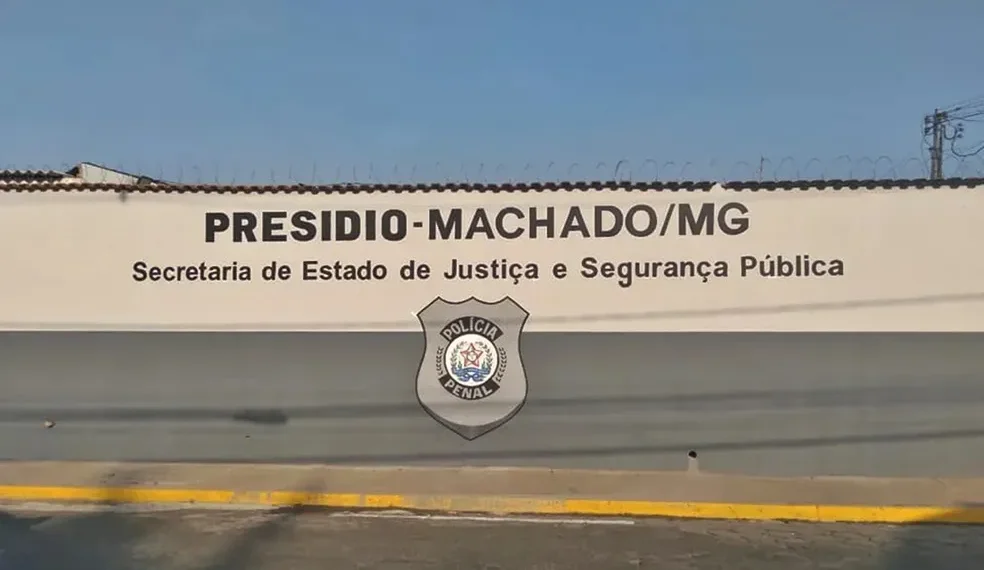 PRESIDIO-MACHADO/MG
Secretaria de Estado de Justiça e Segurança Pública
POLÍCIA
PENAL